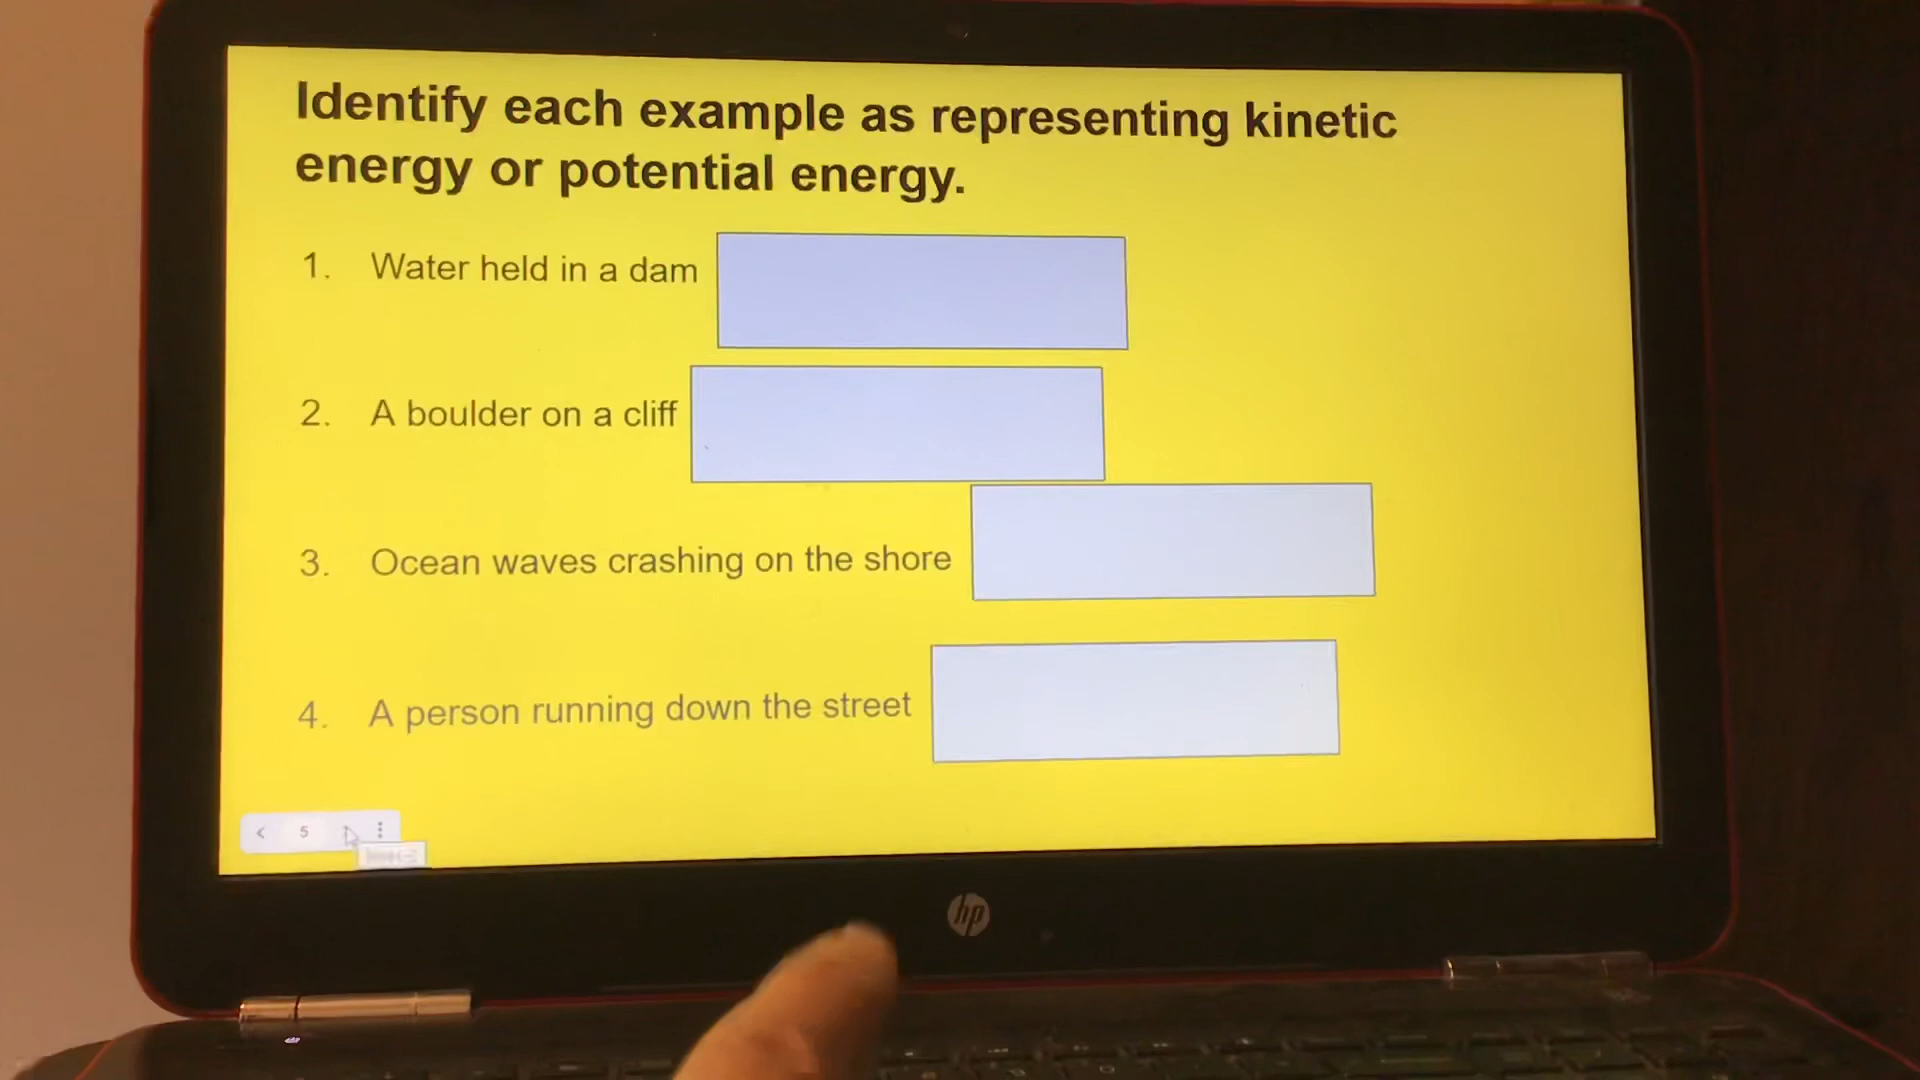 Identify each example as representing kinetic
energy or potential energy.
1. Water held in a dam
2. A boulder on a cliff
3. Ocean waves crashing on the shore
4. A person running down the street
5
hp